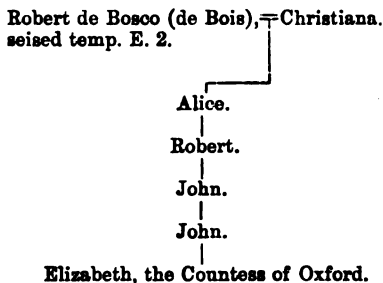 Robert de Bosco (de Bois),=Christiana.
seised temp. E. 2.
Alice.
Robert.
John.
John.
Elizabeth, the Countess of Oxford.